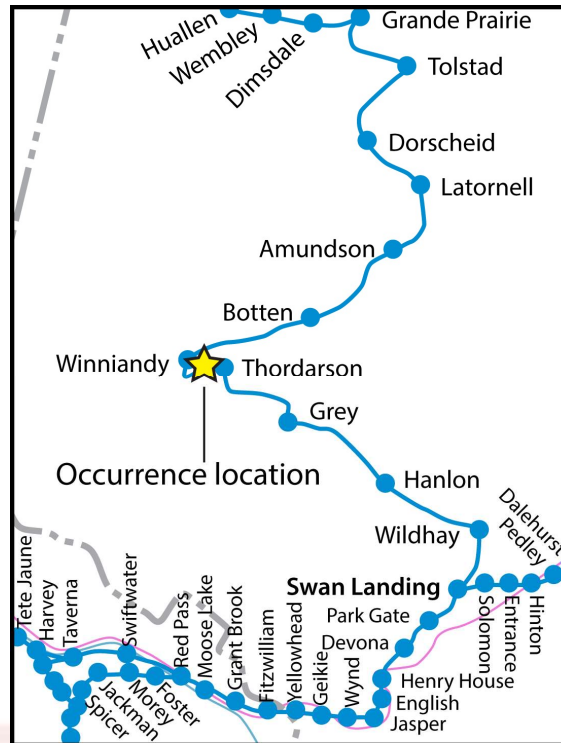 Huallen
Wembley
Dimsdale
Grande Prairie
Tolstad
Dorscheid
Latornell
Amundson
Botten
Winniandy
Thordarson
Grey
Occurrence location
Hanlon
Wildhay
Dalehurst
Pedley
Swan Landing
Solomon
Entrance
Hinton
Park Gate
Devona
Henry House
English
Jasper
Tete Jaune
Harvey
Taverna
Swiftwater
Red Pass
Moose Lake
Grant Brook
Fitzwilliam
Yellowhead
Geikie
Wynd
Foster
Morey
Jackman
Spicer